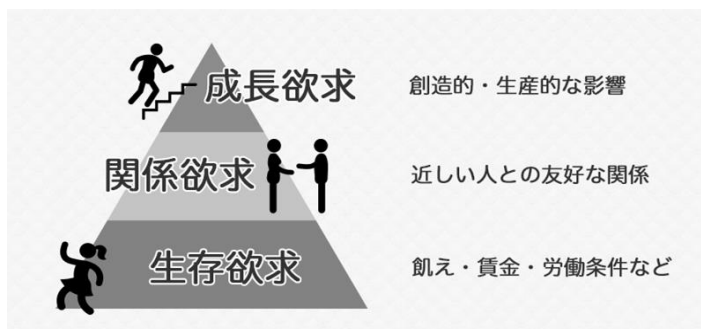 成長欲求
創造的・生産的な影響
関係欲求
近しい人との友好な関係
生存欲求
飢え・賃金・労働条件など